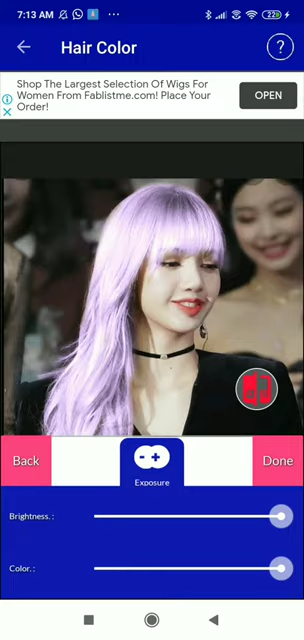 7:13 AM
22
Hair Color
?
Shop The Largest Selection Of Wigs For
Women From Fablistme.com! Place Your
Order!
OPEN
Back
Exposure
Done
Brightness. :
Color. :